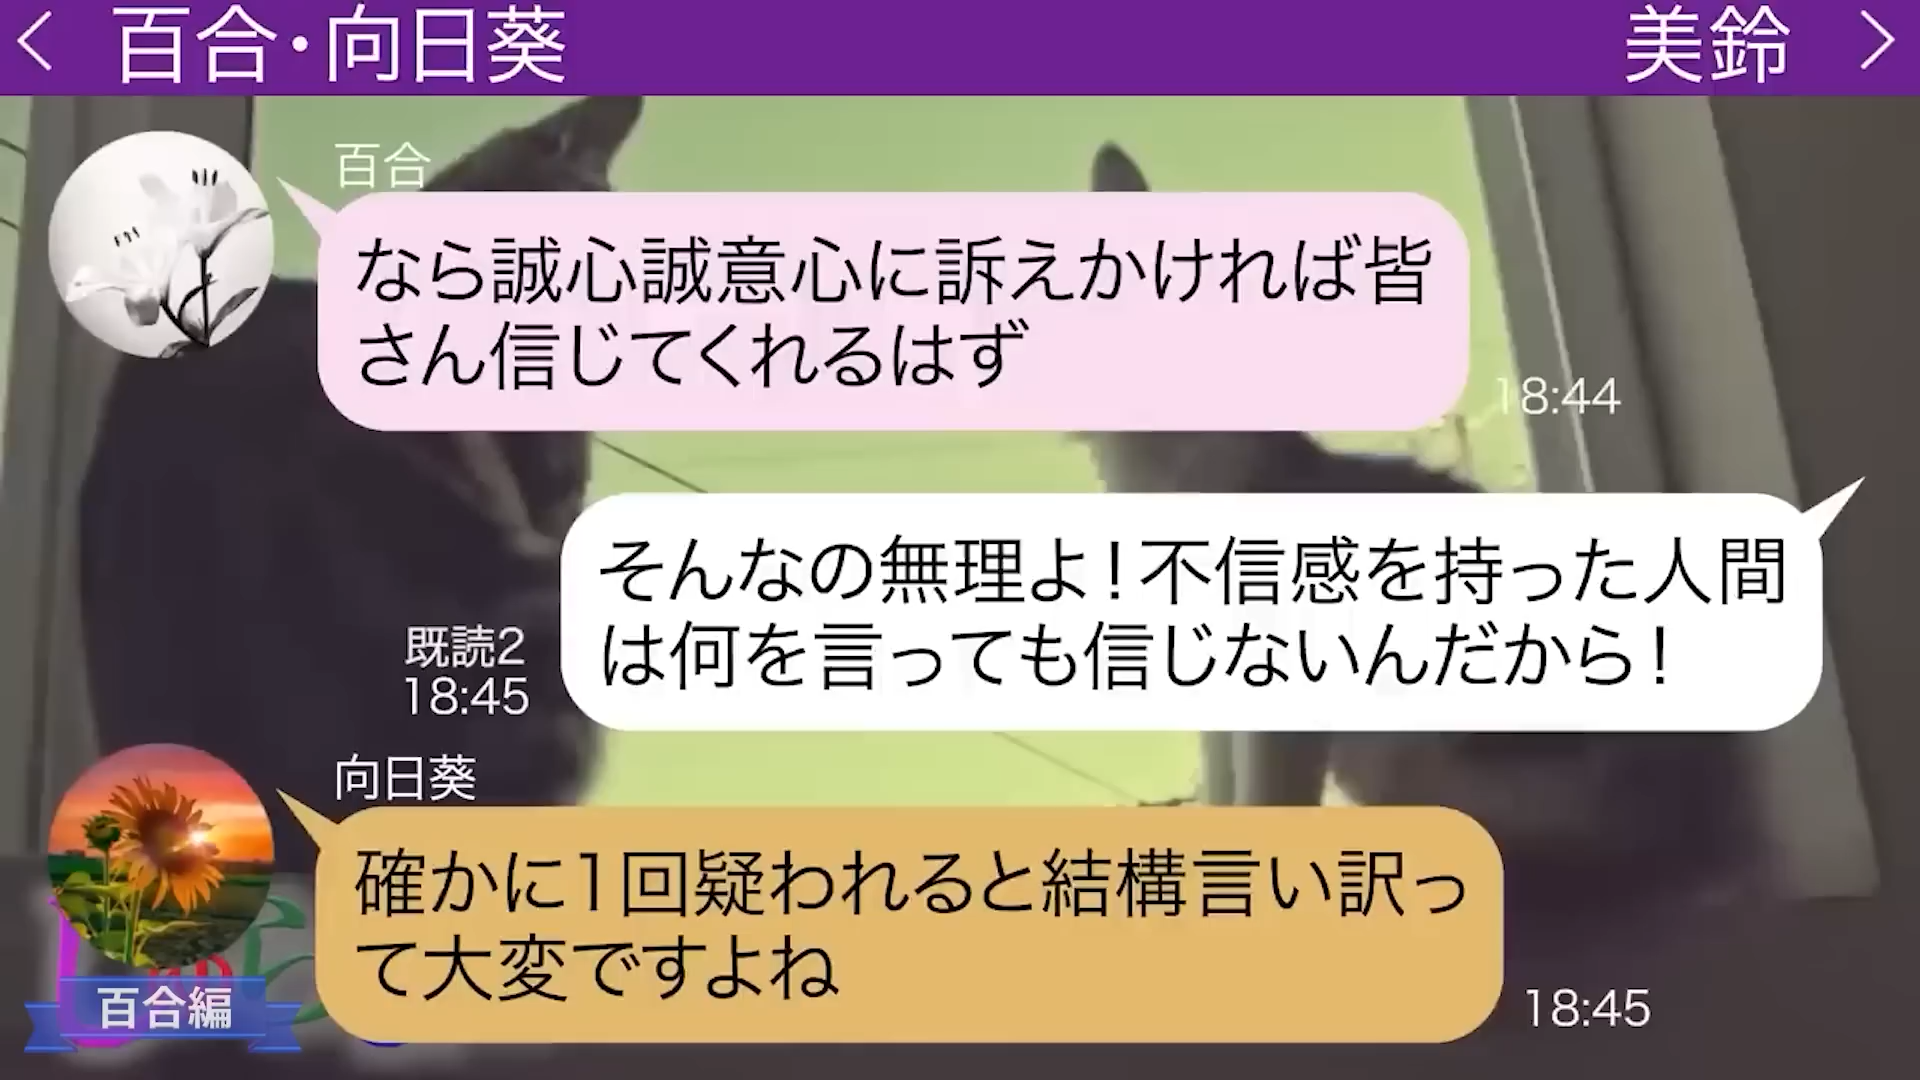 百合・向日葵
美鈴
百合
なら誠心誠意心に訴えかければ皆
さん信じてくれるはず
18:44
そんなの無理よ!不信感を持った人間
は何を言っても信じないんだから!
既読2
18:45
向日葵
確かに1回疑われると結構言い訳っ
て大変ですよね
18:45
百合編